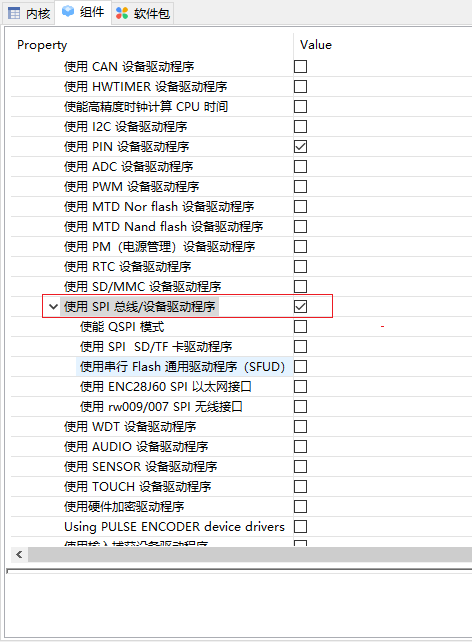 内核 组件 软件包
Property Value
使用 CAN 设备驱动程序
使用 HWTIMER 设备驱动程序
使能高精度时钟计算 CPU 时间
使用 I2C 设备驱动程序
使用 PIN 设备驱动程序
使用 ADC 设备驱动程序
使用 PWM 设备驱动程序
使用 MTD Nor flash 设备驱动程序
使用 MTD Nand flash 设备驱动程序
使用 PM（电源管理）设备驱动程序
使用 RTC 设备驱动程序
使用 SD/MMC 设备驱动程序
使用 SPI 总线/设备驱动程序
使能 QSPI 模式
使用 SPI SD/TF 卡驱动程序
使用串行 Flash 通用驱动程序（SFUD）
使用 ENC28J60 SPI 以太网接口
使用 rw009/007 SPI 无线接口
使用 WDT 设备驱动程序
使用 AUDIO 设备驱动程序
使用 SENSOR 设备驱动程序
使用 TOUCH 设备驱动程序
使用硬件加密驱动程序
Using PULSE ENCODER device drivers
使用输入捕获设备驱动程序